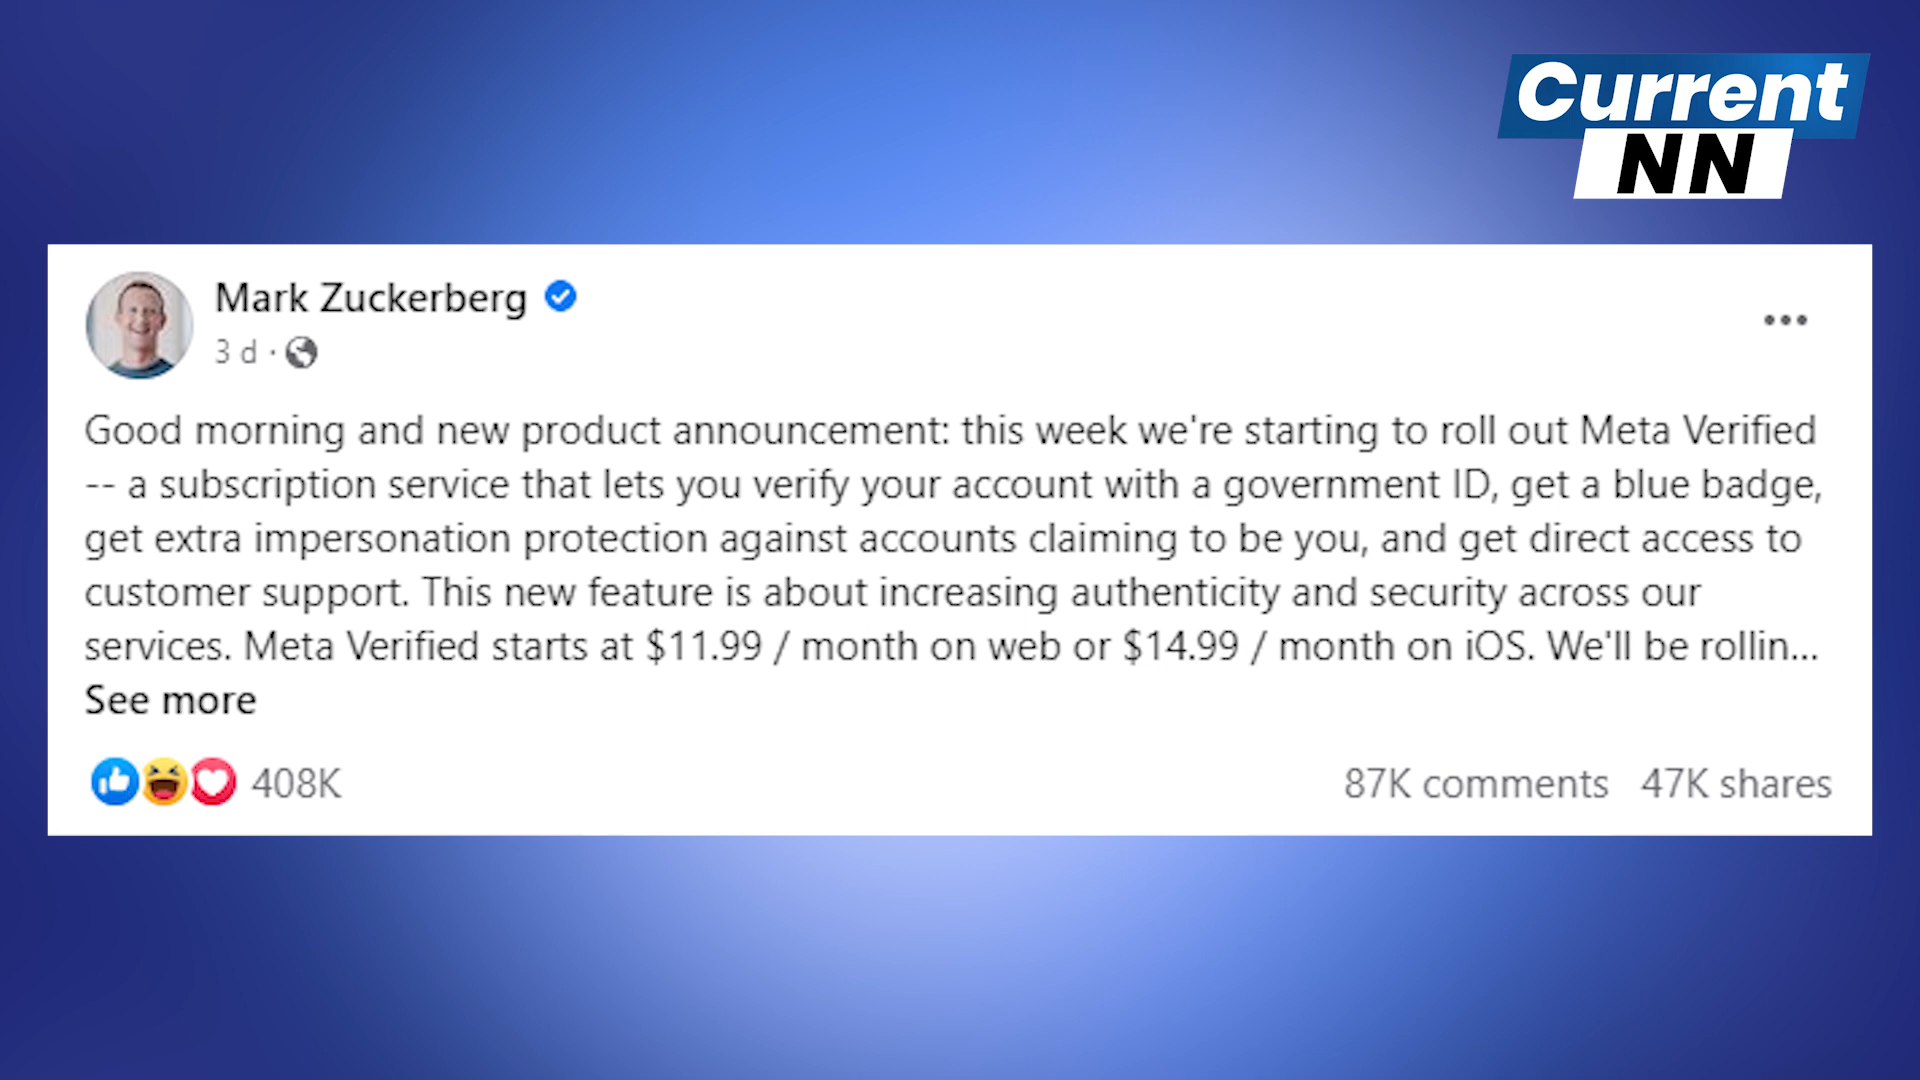 Current
NN
Mark Zuckerberg
3 d ·
Good morning and new product announcement: this week we're starting to roll out Meta Verified
-- a subscription service that lets you verify your account with a government ID, get a blue badge,
get extra impersonation protection against accounts claiming to be you, and get direct access to
customer support. This new feature is about increasing authenticity and security across our
services. Meta Verified starts at $11.99 / month on web or $14.99 / month on iOS. We'll be rollin...
See more
408K 87K comments 47K shares